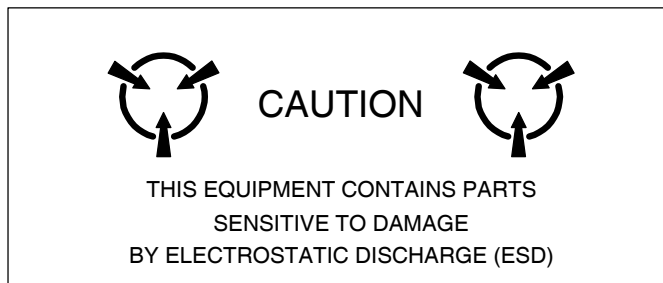 CAUTION
THIS EQUIPMENT CONTAINS PARTS
SENSITIVE TO DAMAGE
BY ELECTROSTATIC DISCHARGE (ESD)